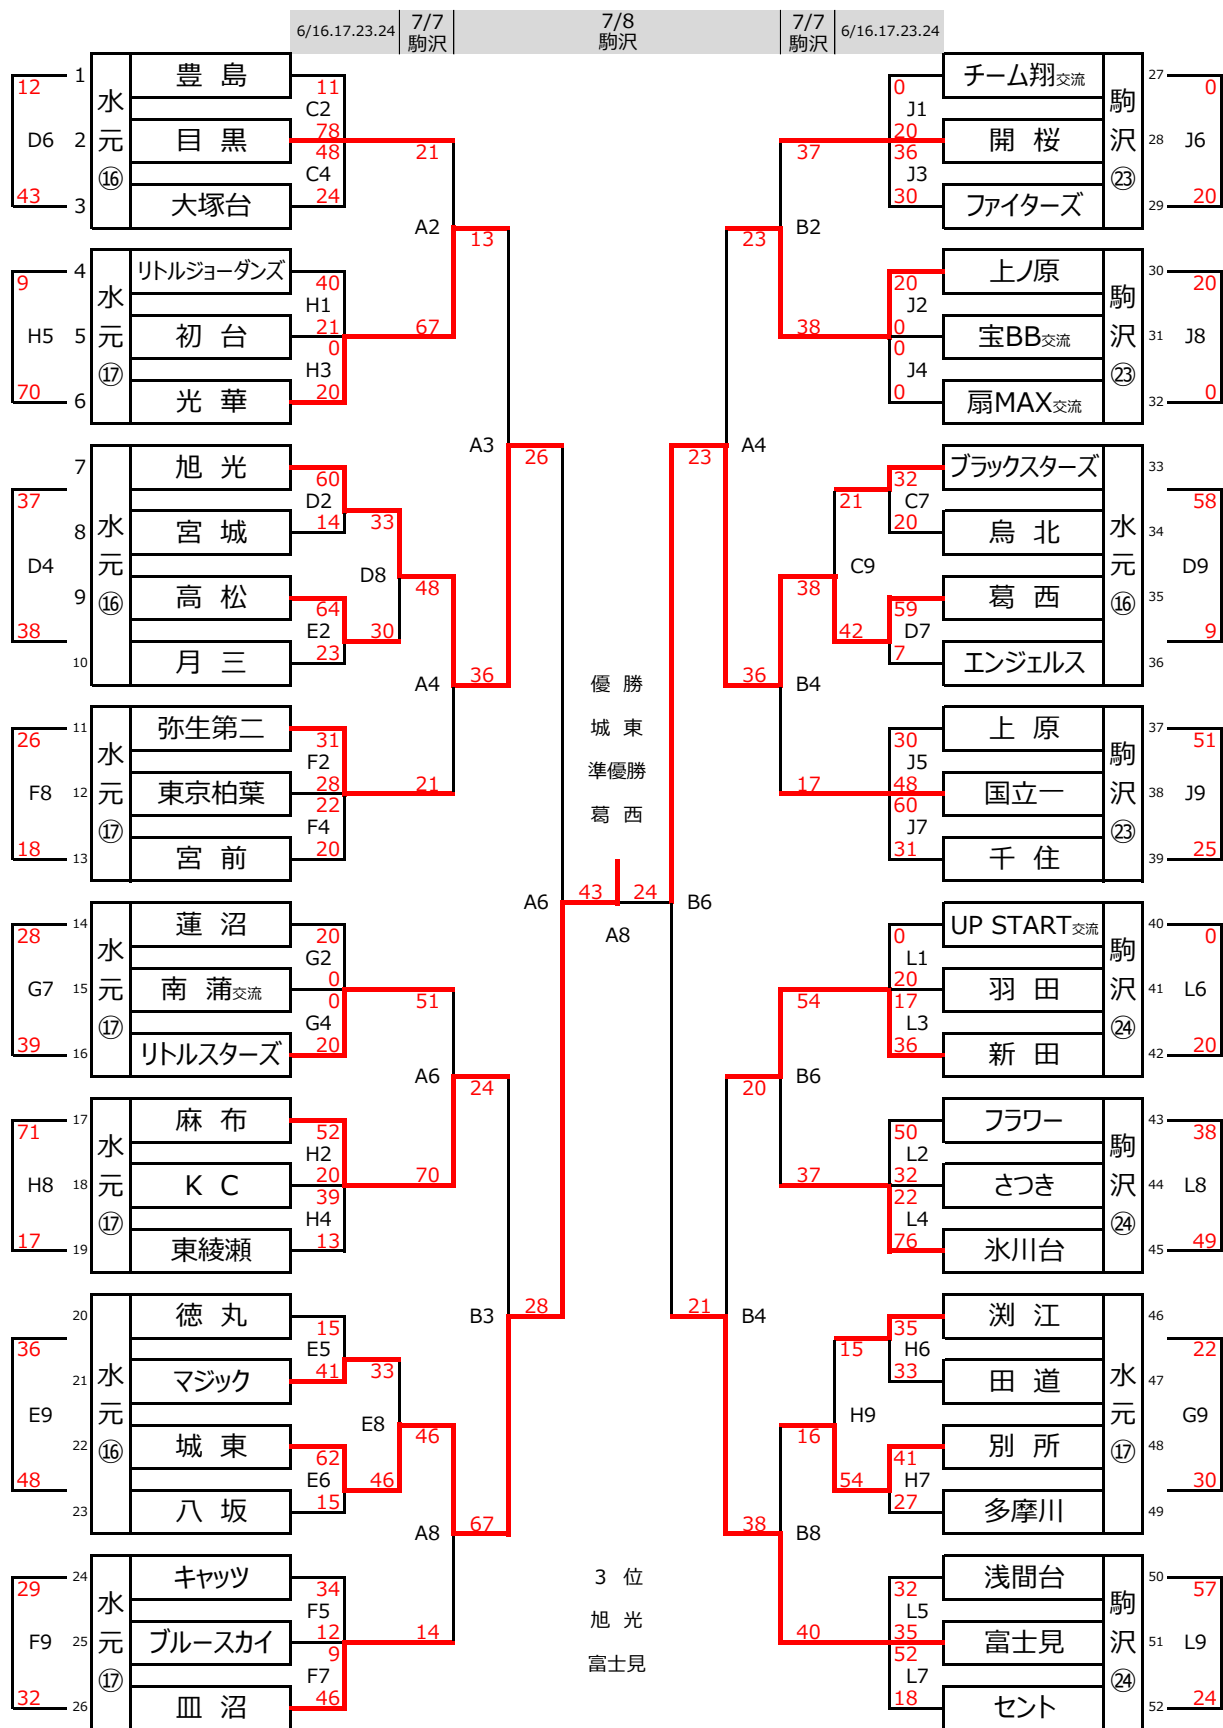 6/16.17.23.24
7/7
駒沢
7/8
駒沢
7/7
駒沢
6/16.17.23.24
12
D6
43
1
2
3
水元⑯
豊 島
目 黒
大塚台
11
C2
78
48
C4
24
21
9
H5
70
4
5
6
水元⑰
リトルジョーダンズ
初 台
光 華
40
H1
21
0
H3
20
67
A2
13
37
D4
38
7
8
9
10
水元⑯
旭 光
宮 城
高 松
月 三
60
D2
14
64
E2
23
33
D8
30
48
A3
26
26
F8
18
11
12
13
水元⑰
弥生第二
東京柏葉
宮 前
31
F2
28
22
F4
20
21
A4
36
28
G7
39
14
15
16
水元⑰
蓮 沼
南 蒲交流
リトルスターズ
20
G2
0
0
G4
20
51
A6
43
71
H8
17
17
18
19
水元⑰
麻 布
K C
東綾瀬
52
H2
20
39
H4
13
70
A6
24
36
E9
48
20
21
22
23
水元⑯
徳 丸
マジック
城 東
八 坂
15
E5
41
62
E6
15
33
E8
46
46
B3
28
29
F9
32
24
25
26
水元⑰
キャッツ
ブルースカイ
皿 沼
34
F5
12
9
F7
46
14
A8
67
優 勝
城 東
準優勝
葛 西
A8
24
3 位
旭 光
富士見
37
0
J1
20
36
J3
30
チーム翔交流
開 桜
ファイターズ
駒沢㉓
27
28
29
0
J6
20
23
B2
38
20
J2
0
0
J4
0
上ノ原
宝BB交流
扇MAX交流
駒沢㉓
30
31
32
20
J8
0
23
A4
38
21
C9
42
32
C7
20
59
D7
7
ブラックスターズ
烏 北
葛 西
エンジェルス
水元⑯
33
34
35
36
58
D9
9
36
B4
17
30
J5
48
60
J7
31
上 原
国立一
千 住
駒沢㉓
37
38
39
51
J9
25
B6
54
0
L1
20
17
L3
36
UP START交流
羽 田
新 田
駒沢㉔
40
41
42
0
L6
20
20
B6
37
50
L2
32
22
L4
76
フラワー
さつき
氷川台
駒沢㉔
43
44
45
38
L8
49
21
B4
16
15
H9
54
35
H6
33
41
H7
27
渕 江
田 道
別 所
多摩川
水元⑰
46
47
48
49
22
G9
30
38
B8
40
32
L5
35
52
L7
18
浅間台
富士見
セント
駒沢㉔
50
51
52
57
L9
24